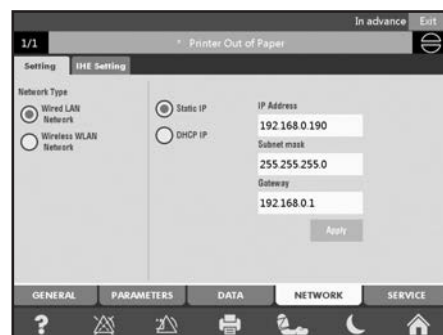 In advance Exit
1/1 * Printer Out of Paper
Setting IHE Setting
Network Type
Wired LAN Network
Wireless WLAN Network
Static IP
DHCP IP
IP Address
192.168.0.190
Subnet mask
255.255.255.0
Gateway
192.168.0.1
Apply
GENERAL PARAMETERS DATA NETWORK SERVICE
?